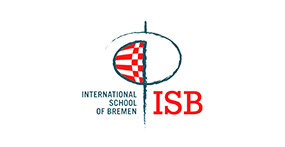 INTERNATIONAL
SCHOOL
OF BREMEN
ISB